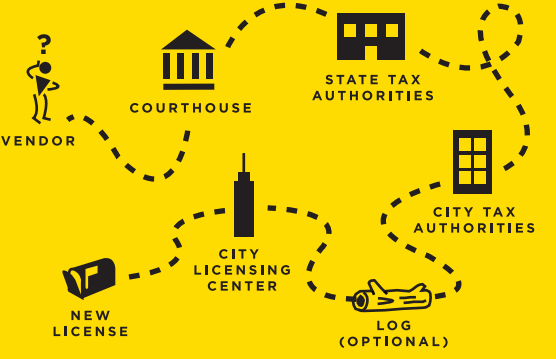 ?
VENDOR
COURTHOUSE
STATE TAX
AUTHORITIES
CITY TAX
AUTHORITIES
LOG
(OPTIONAL)
CITY
LICENSING
CENTER
NEW
LICENSE